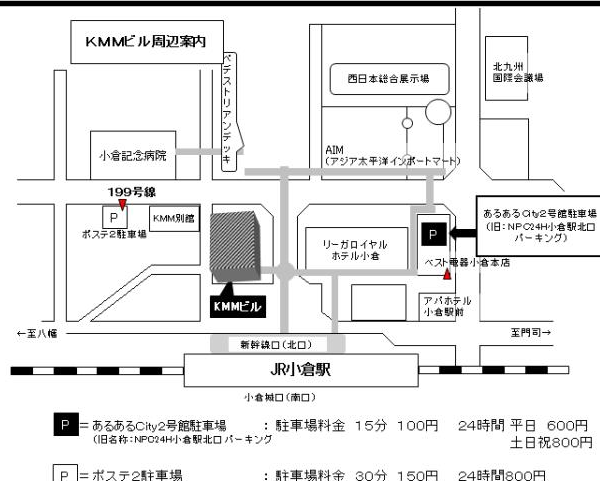 KMMビル周辺案内
ペデストリアンデッキ
西日本総合展示場
北九州
国際会議場
小倉記念病院
AIM
(アジア太平洋インポートマート)
199号線
P
ポステ2駐車場
KMM別館
リーガロイヤル
ホテル小倉
P
あるあるCity2号館駐車場
(旧:NPC24H小倉駅北口
パーキング)
ベスト電器小倉本店
KMMビル
アパホテル
小倉駅前
←至八幡
新幹線口(北口)
至門司→
JR小倉駅
小倉城口(南口)
P =あるあるCity2号館駐車場 : 駐車場料金 15分 100円 24時間 平日 600円
(旧名称:NPC24H小倉駅北口 パーキング
土日祝800円
P =ポステ2駐車場 : 駐車場料金 30分 150円 24時間800円